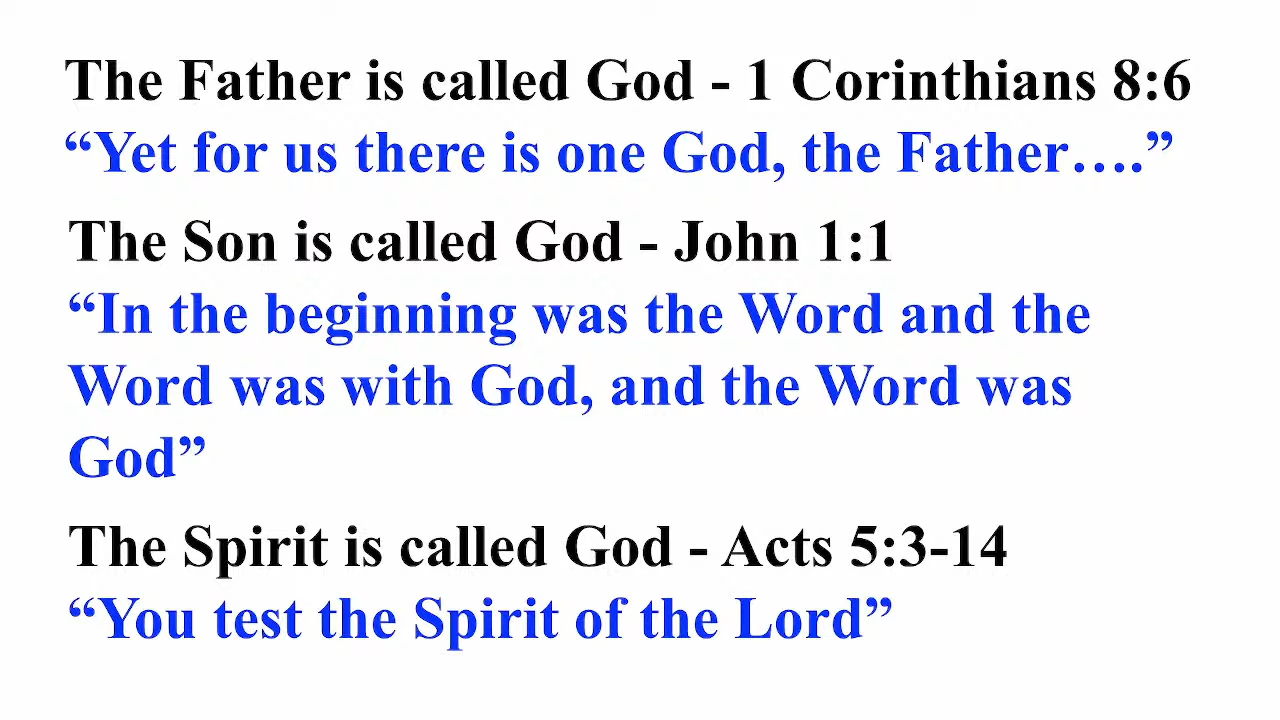 The Father is called God - 1 Corinthians 8:6
“Yet for us there is one God, the Father….”
The Son is called God - John 1:1
“In the beginning was the Word and the
Word was with God, and the Word was
God”
The Spirit is called God - Acts 5:3-14
“You test the Spirit of the Lord”